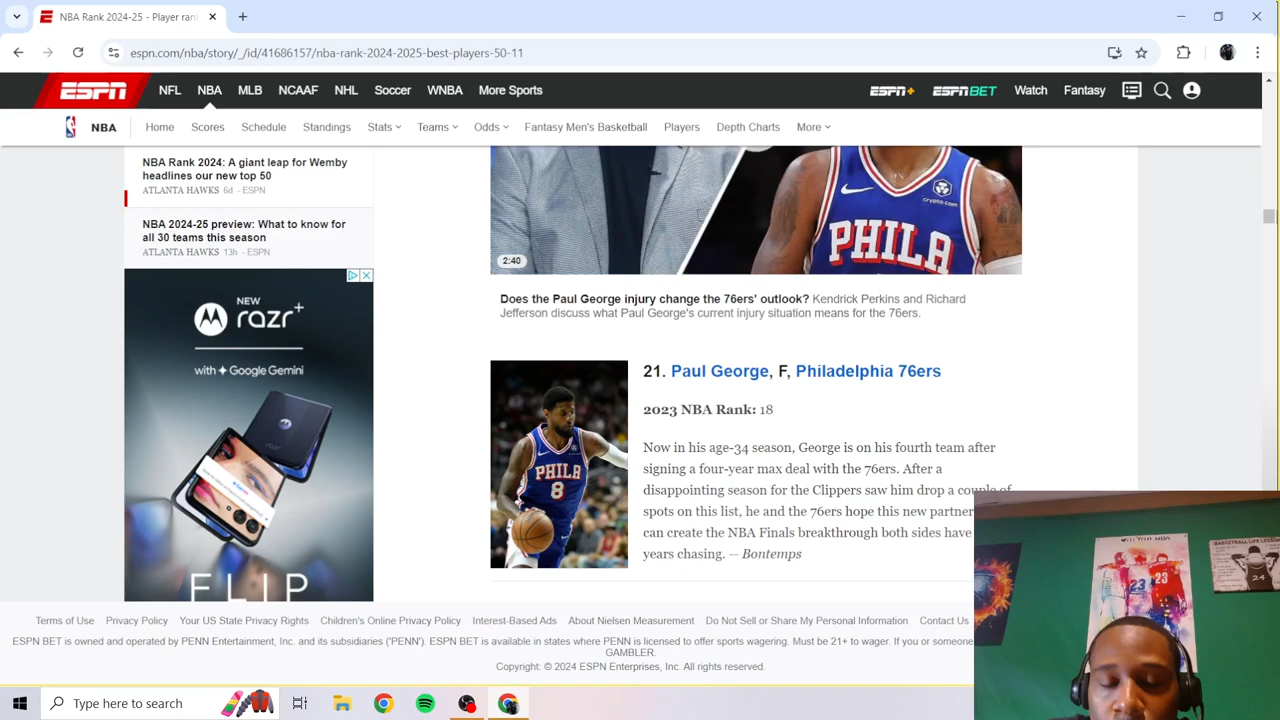 NBA Rank 2024-25 - Player ran
espn.com/nba/story/_/id/41686157/nba-rank-2024-2025-best-players-50-11
ESPN NFL NBA MLB NCAAF NHL Soccer WNBA More Sports ESPN+ ESPN BET Watch Fantasy
NBA Home Scores Schedule Standings Stats Teams Odds Fantasy Men's Basketball Players Depth Charts More
NBA Rank 2024: A giant leap for Wemby
headlines our new top 50
ATLANTA HAWKS 6d - ESPN
NBA 2024-25 preview: What to know for
all 30 teams this season
ATLANTA HAWKS 13h - ESPN
NEW
razr+
with Google Gemini
FLIP
crypto.com
PHILA
2:40
Does the Paul George injury change the 76ers' outlook? Kendrick Perkins and Richard
Jefferson discuss what Paul George's current injury situation means for the 76ers.
PHILA
8
21. Paul George, F, Philadelphia 76ers
2023 NBA Rank: 18
Now in his age-34 season, George is on his fourth team after
signing a four-year max deal with the 76ers. After a
disappointing season for the Clippers saw him drop a couple of
spots on this list, he and the 76ers hope this new partner
can create the NBA Finals breakthrough both sides have
years chasing. -- Bontemps
Terms of Use Privacy Policy Your US State Privacy Rights Children's Online Privacy Policy Interest-Based Ads About Nielsen Measurement Do Not Sell or Share My Personal Information Contact Us
ESPN BET is owned and operated by PENN Entertainment, Inc. and its subsidiaries ('PENN'). ESPN BET is available in states where PENN is licensed to offer sports wagering. Must be 21+ to wager. If you or someone
GAMBLER.
Copyright: © 2024 ESPN Enterprises, Inc. All rights reserved.
BASKETBALL LIFE
23
23
24
Type here to search